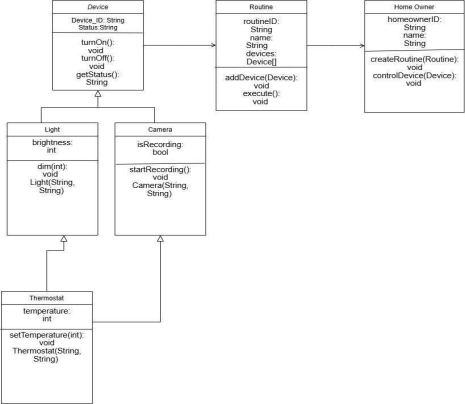 Device
Device_ID: String
Status:String
turnOn():
void
turnOff():
void
getStatus():
String
Routine
routineID:
String
name:
String
devices:
Device[]
addDevice(Device):
void
execute():
void
Home Owner
homeownerID:
String
name:
String
createRoutine(Routine):
void
controlDevice(Device):
void
Light
brightness:
int
dim(int):
void
Light(String,
String)
Camera
isRecording:
bool
startRecording():
void
Camera(String,
String)
Thermostat
temperature:
int
setTemperature(int):
void
Thermostat(String,
String)